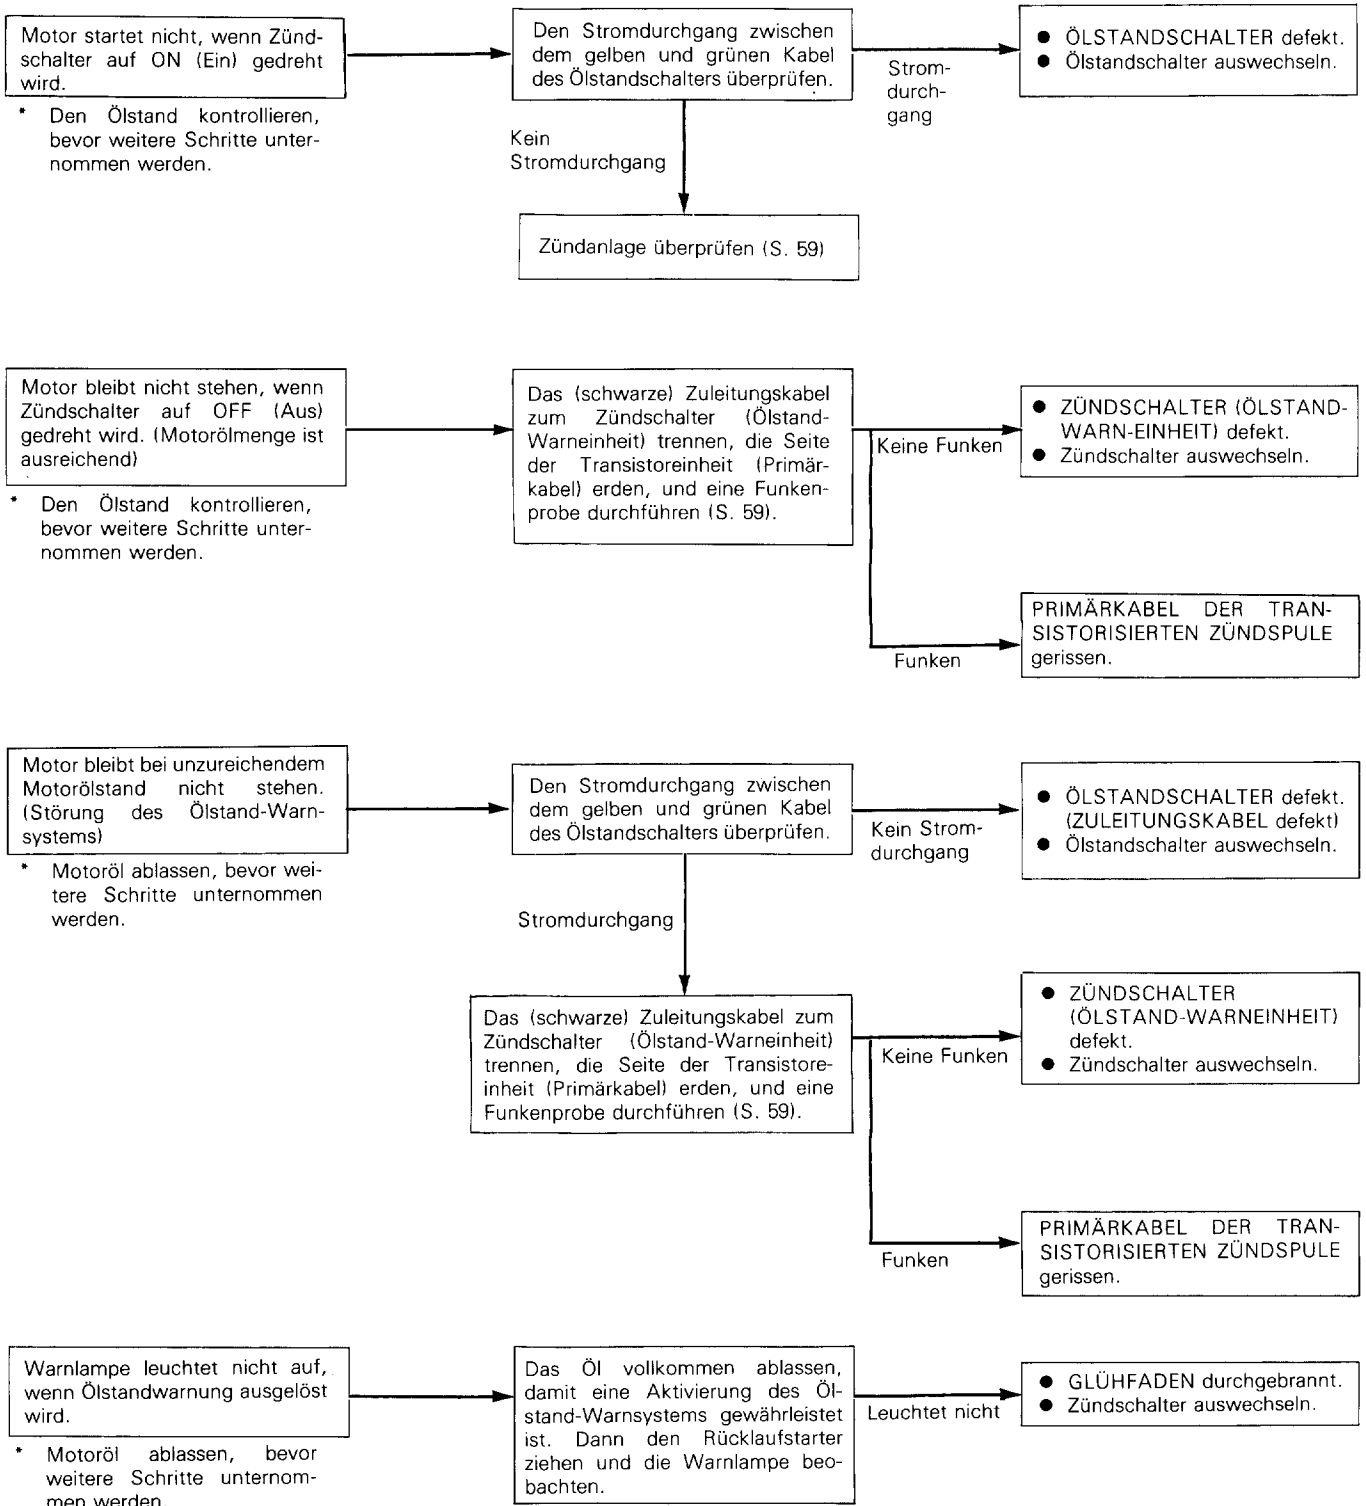 Motor startet nicht, wenn Zünd-
schalter auf ON (Ein) gedreht
wird.
* Den Ölstand kontrollieren,
bevor weitere Schritte unter-
nommen werden.
Den Stromdurchgang zwischen
dem gelben und grünen Kabel
des Ölstandschalters überprüfen.
Strom-
durch-
gang
● ÖLSTANDSCHALTER defekt.
● Ölstandschalter auswechseln.
Kein
Stromdurchgang
Zündanlage überprüfen (S. 59)
Motor bleibt nicht stehen, wenn
Zündschalter auf OFF (Aus)
gedreht wird. (Motorölmenge ist
ausreichend)
* Den Ölstand kontrollieren,
bevor weitere Schritte unter-
nommen werden.
Das (schwarze) Zuleitungskabel
zum Zündschalter (Ölstand-
Warneinheit) trennen, die Seite
der Transistoreinheit (Primär-
kabel) erden, und eine Funken-
probe durchführen (S. 59).
Keine Funken
● ZÜNDSCHALTER (ÖLSTAND-
WARN-EINHEIT) defekt.
● Zündschalter auswechseln.
Funken
PRIMÄRKABEL DER TRAN-
SISTORISIERTEN ZÜNDSPULE
gerissen.
Motor bleibt bei unzureichendem
Motorölstand nicht stehen.
(Störung des Ölstand-Warn-
systems)
* Motoröl ablassen, bevor wei-
tere Schritte unternommen
werden.
Den Stromdurchgang zwischen
dem gelben und grünen Kabel
des Ölstandschalters überprüfen.
Kein Strom-
durchgang
● ÖLSTANDSCHALTER defekt.
(ZULEITUNGSKABEL defekt)
● Ölstandschalter auswechseln.
Stromdurchgang
Das (schwarze) Zuleitungskabel zum
Zündschalter (Ölstand-Warneinheit)
trennen, die Seite der Transistore-
inheit (Primärkabel) erden, und eine
Funkenprobe durchführen (S. 59).
Keine Funken
● ZÜNDSCHALTER
(ÖLSTAND-WARNEINHEIT)
defekt.
● Zündschalter auswechseln.
Funken
PRIMÄRKABEL DER TRAN-
SISTORISIERTEN ZÜNDSPULE
gerissen.
Warnlampe leuchtet nicht auf,
wenn Ölstandwarnung ausgelöst
wird.
* Motoröl ablassen, bevor
weitere Schritte unternom-
men werden.
Das Öl vollkommen ablassen,
damit eine Aktivierung des Öl-
stand-Warnsystems gewährleistet
ist. Dann den Rücklaufstarter
ziehen und die Warnlampe beo-
bachten.
Leuchtet nicht
● GLÜHFADEN durchgebrannt.
● Zündschalter auswechseln.